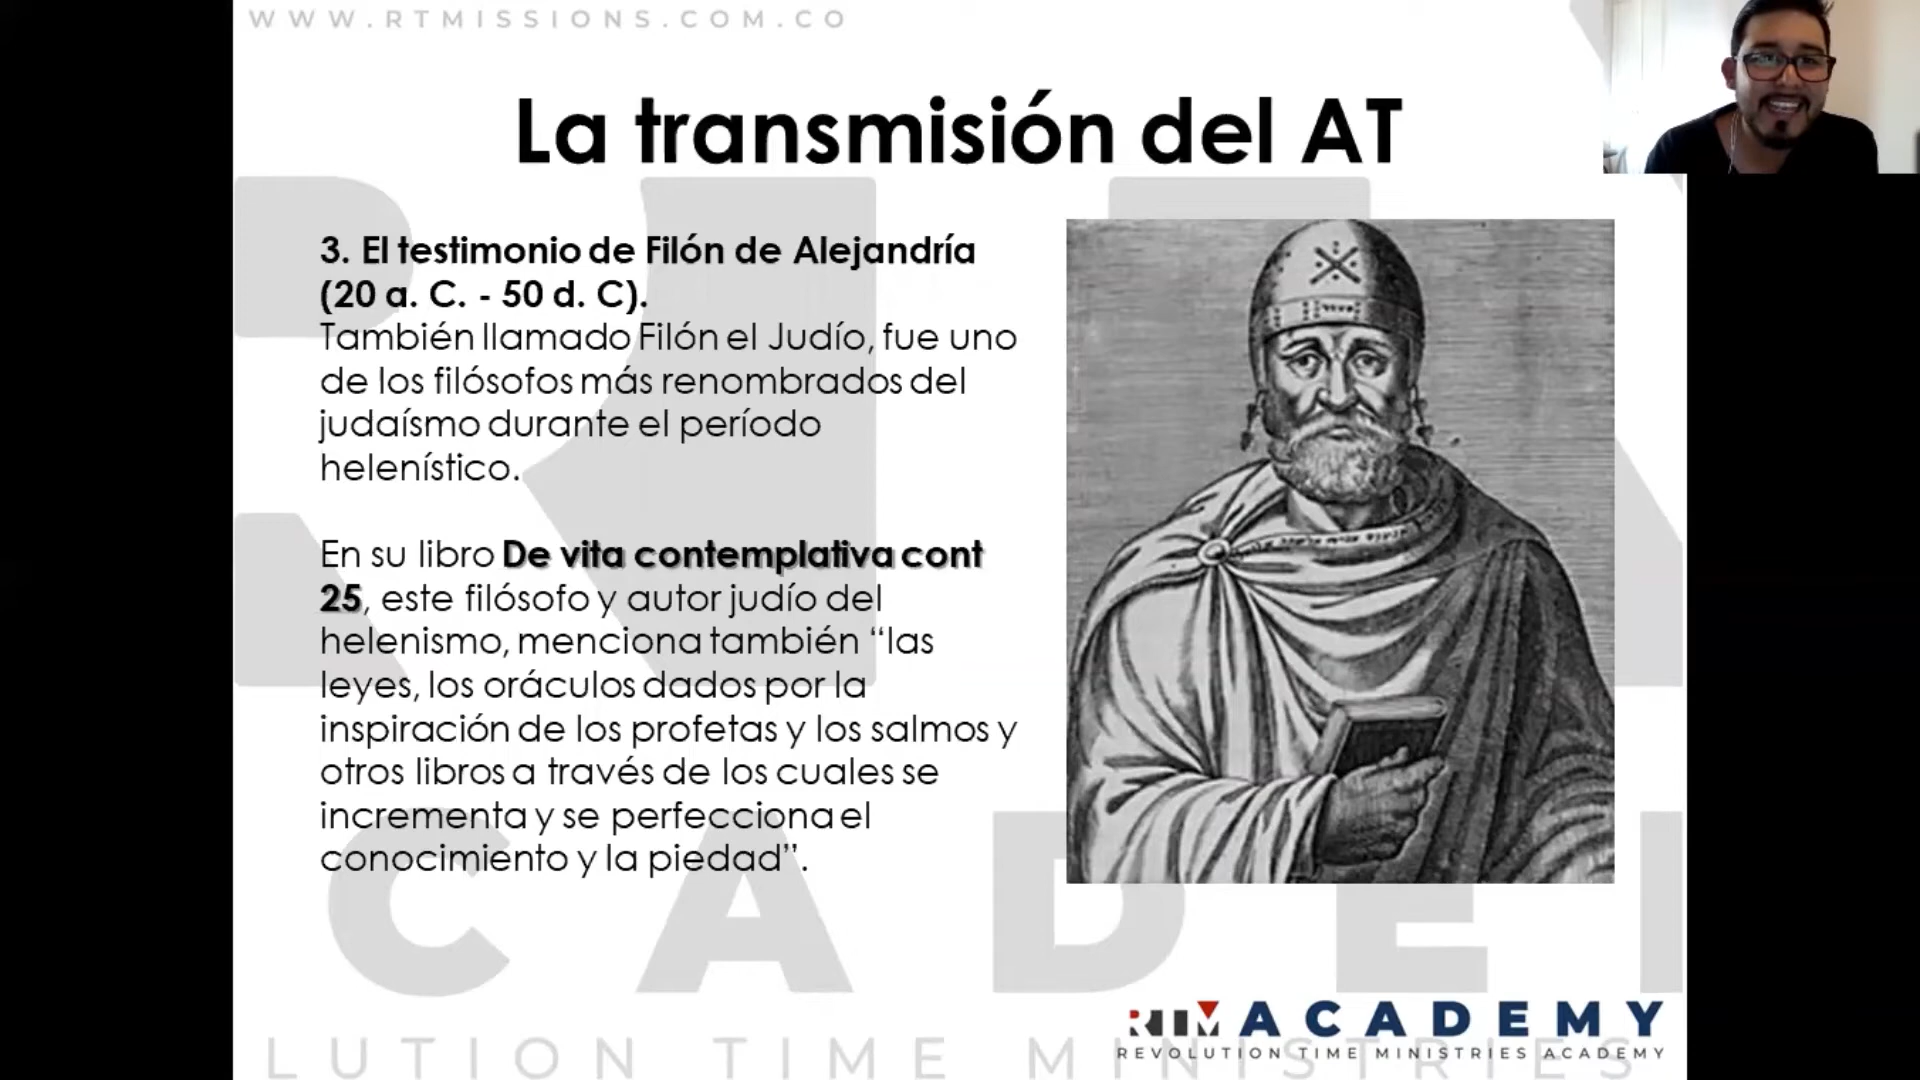 WWW.RTMISSIONS.COM.CO
La transmisión del AT
3. El testimonio de Filón de Alejandría
(20 a. C. - 50 d. C).
También llamado Filón el Judío, fue uno
de los filósofos más renombrados del
judaísmo durante el período
helenístico.
En su libro De vita contemplativa cont
25, este filósofo y autor judío del
helenismo, menciona también “las
leyes, los oráculos dados por la
inspiración de los profetas y los salmos y
otros libros a través de los cuales se
incrementa y se perfecciona el
conocimiento y la piedad”.
CADE
RTM ACADEMY
REVOLUTION TIME MINISTRIES ACADEMY
LUTION TIME MINISTRIES